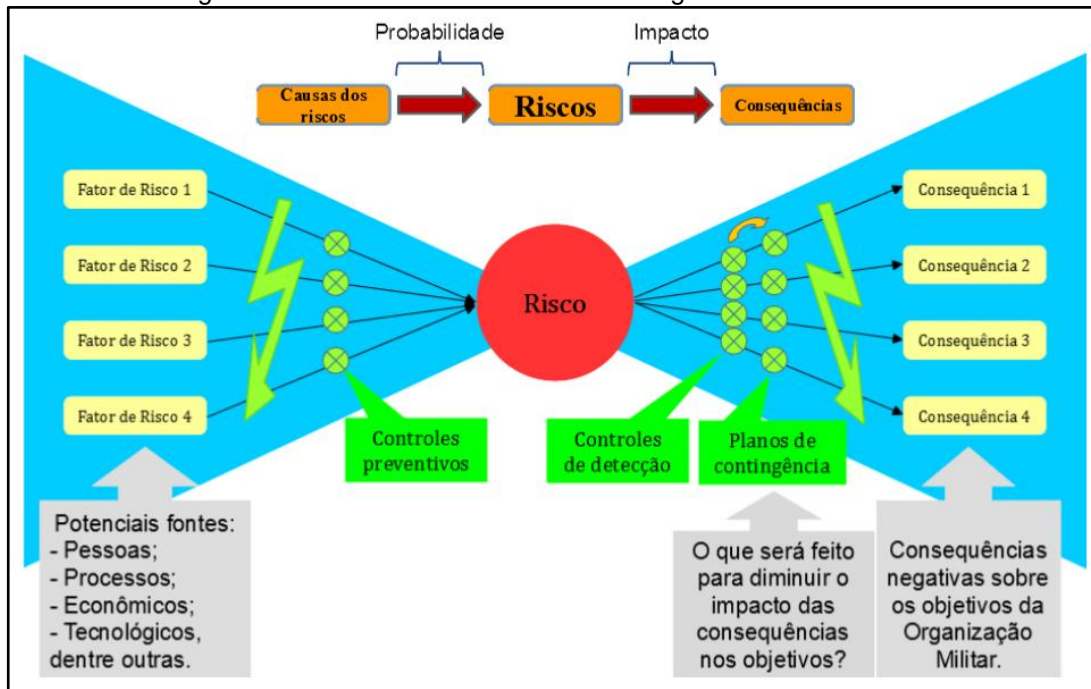 Probabilidade
Impacto
Causas dos
riscos
Riscos
Consequências
Fator de Risco 1
Fator de Risco 2
Fator de Risco 3
Fator de Risco 4
Risco
Consequência 1
Consequência 2
Consequência 3
Consequência 4
Controles
preventivos
Controles
de detecção
Planos de
contingência
Potenciais fontes:
- Pessoas;
- Processos;
- Econômicos;
- Tecnológicos,
dentre outras.
O que será feito
para diminuir o
impacto das
consequências
nos objetivos?
Consequências
negativas sobre
os objetivos da
Organização
Militar.